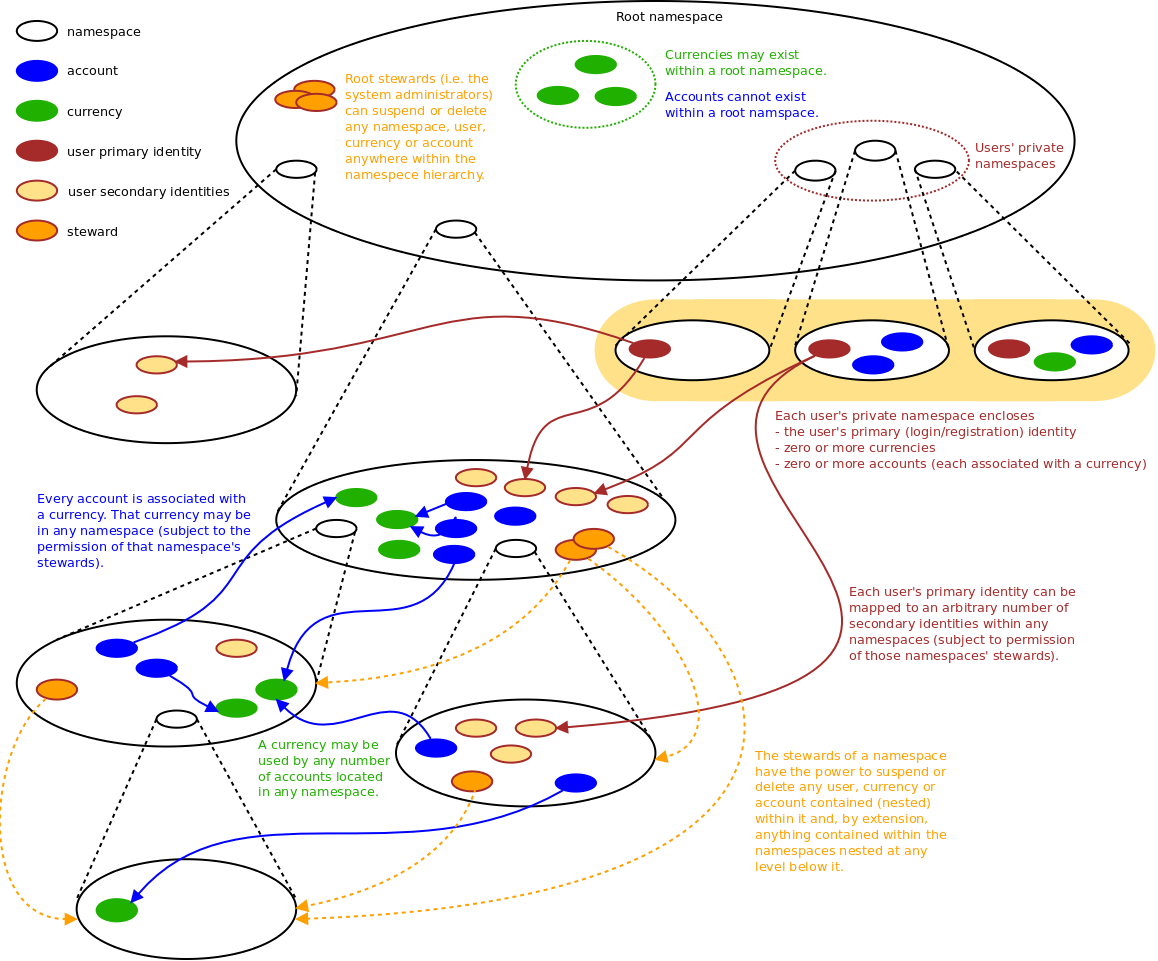 Root namespace
namespace
account
currency
user primary identity
user secondary identities
steward
Root stewards (i.e. the
system administrators)
can suspend or delete
any namespace, user,
currency or account
anywhere within the
namespece hierarchy.
Currencies may exist
within a root namespace.
Accounts cannot exist
within a root namspace.
Users' private
namespaces
Each user's private namespace encloses
- the user's primary (login/registration) identity
- zero or more currencies
- zero or more accounts (each associated with a currency)
Every account is associated with
a currency. That currency may be
in any namespace (subject to the
permission of that namespace's
stewards).
Each user's primary identity can be
mapped to an arbitrary number of
secondary identities within any
namespaces (subject to permission
of those namespaces' stewards).
A currency may be
used by any number
of accounts located
in any namespace.
The stewards of a namespace
have the power to suspend or
delete any user, currency or
account contained (nested)
within it and, by extension,
anything contained within the
namespaces nested at any
level below it.